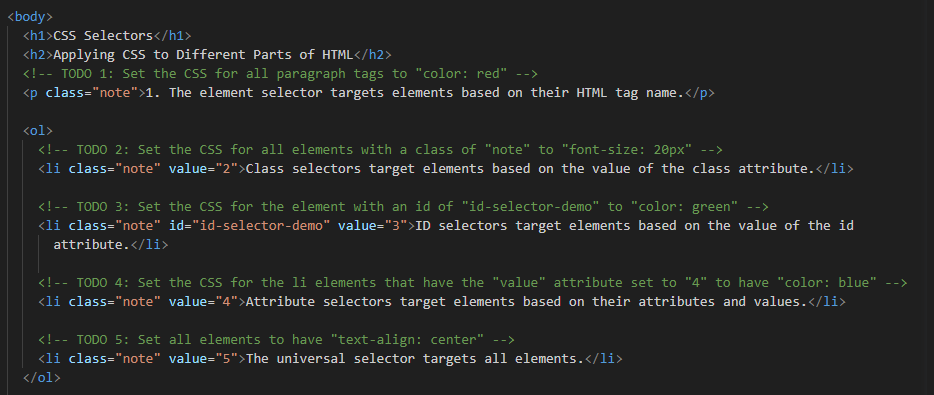 <body>
<h1>CSS Selectors</h1>
<h2>Applying CSS to Different Parts of HTML</h2>
<!-- TODO 1: Set the CSS for all paragraph tags to "color: red" -->
<p class="note">1. The element selector targets elements based on their HTML tag name.</p>
<ol>
<!-- TODO 2: Set the CSS for all elements with a class of "note" to "font-size: 20px" -->
<li class="note" value="2">Class selectors target elements based on the value of the class attribute.</li>
<!-- TODO 3: Set the CSS for the element with an id of "id-selector-demo" to "color: green" -->
<li class="note" id="id-selector-demo" value="3">ID selectors target elements based on the value of the id
attribute.</li>
<!-- TODO 4: Set the CSS for the li elements that have the "value" attribute set to "4" to have "color: blue" -->
<li class="note" value="4">Attribute selectors target elements based on their attributes and values.</li>
<!-- TODO 5: Set all elements to have "text-align: center" -->
<li class="note" value="5">The universal selector targets all elements.</li>
</ol>